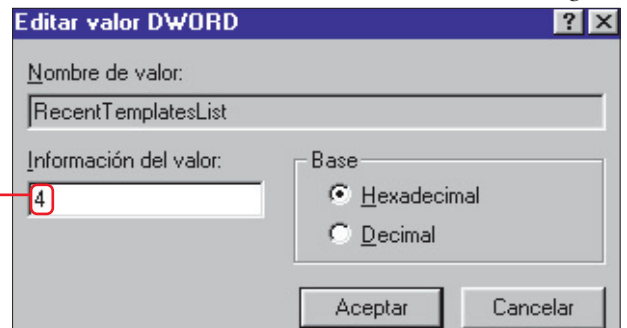 Editar valor DWORD
Nombre de valor:
RecentTemplatesList
Información del valor:
4
Base
Hexadecimal
Decimal
Aceptar
Cancelar